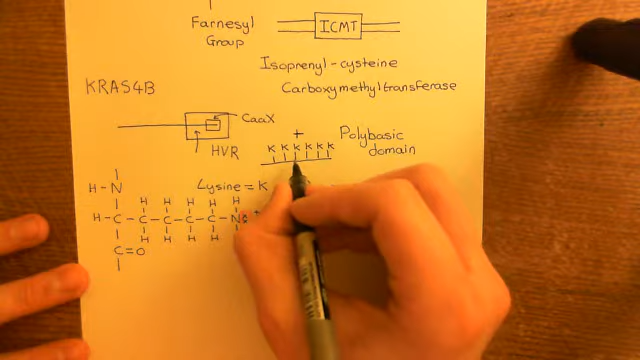 Farnesyl
Group
ICMT
Isoprenyl-cysteine
Carboxymethyltransferase
KRAS4B
CaaX
HVR
+
K K K K K K
Polybasic
domain
Lysine = K
H-N
H H H H H
H-C-C-C-C-C-N +
H H H H H
C=O